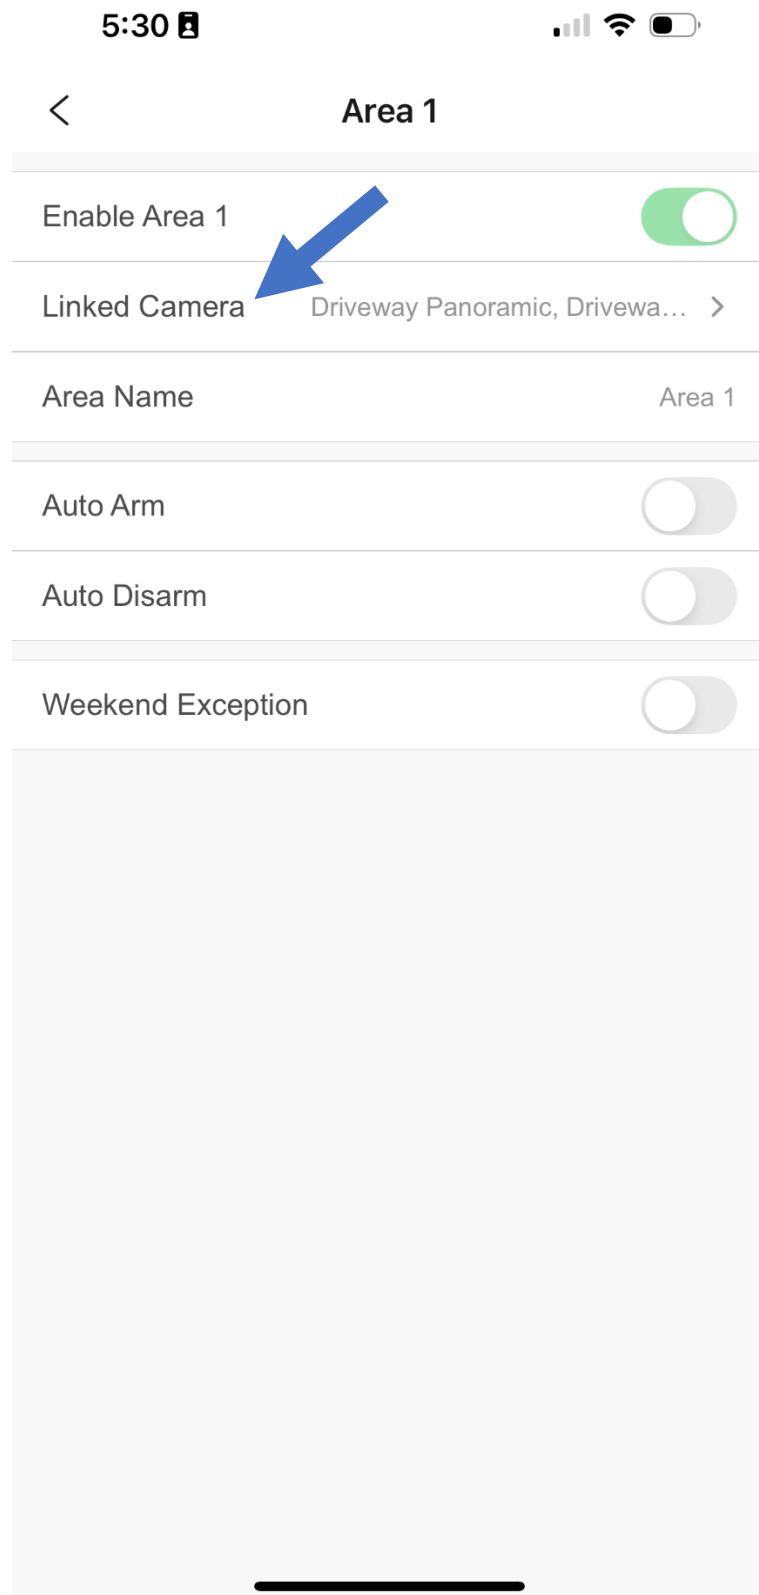 5:30
Area 1
Enable Area 1
Linked Camera Driveway Panoramic, Drivewa...
Area Name Area 1
Auto Arm
Auto Disarm
Weekend Exception